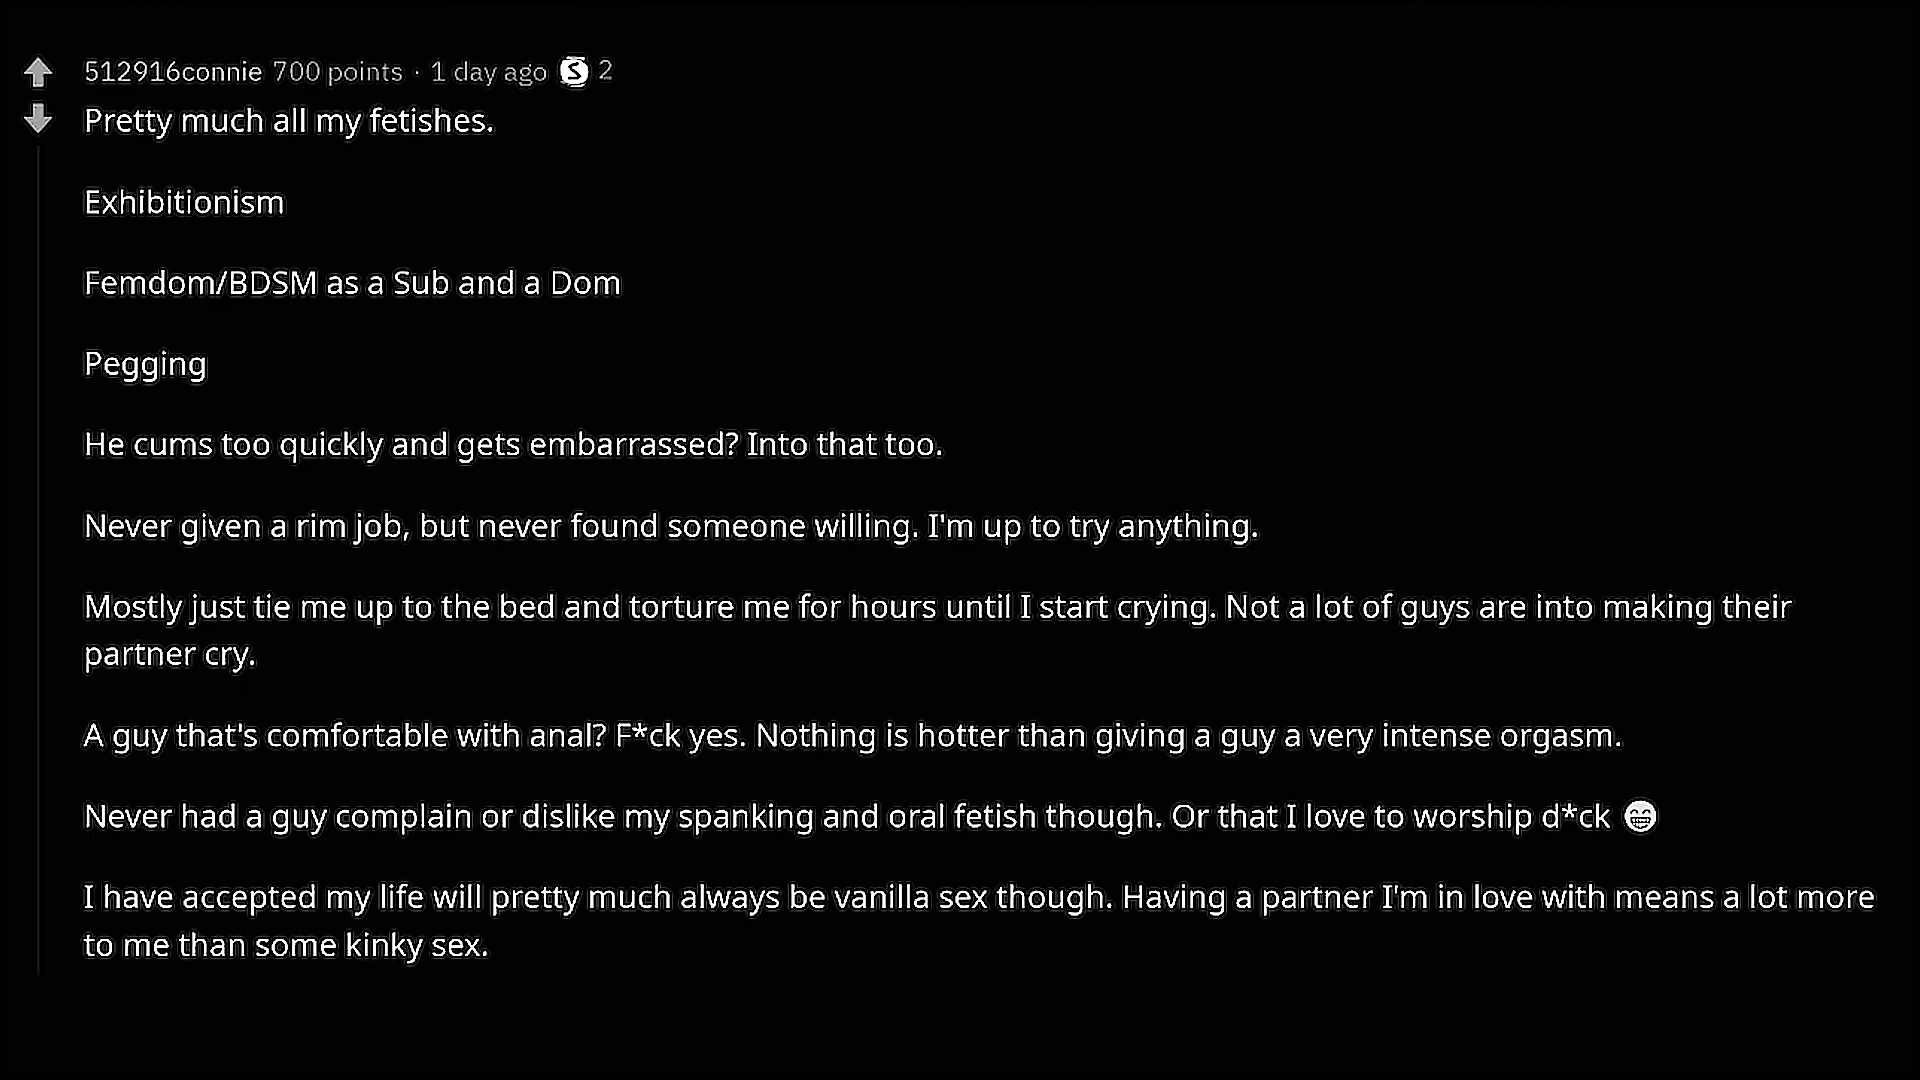 512916connie 700 points · 1 day ago S 2
Pretty much all my fetishes.
Exhibitionism
Femdom/BDSM as a Sub and a Dom
Pegging
He cums too quickly and gets embarrassed? Into that too.
Never given a rim job, but never found someone willing. I'm up to try anything.
Mostly just tie me up to the bed and torture me for hours until I start crying. Not a lot of guys are into making their
partner cry.
A guy that's comfortable with anal? F*ck yes. Nothing is hotter than giving a guy a very intense orgasm.
Never had a guy complain or dislike my spanking and oral fetish though. Or that I love to worship d*ck 😁
I have accepted my life will pretty much always be vanilla sex though. Having a partner I'm in love with means a lot more
to me than some kinky sex.